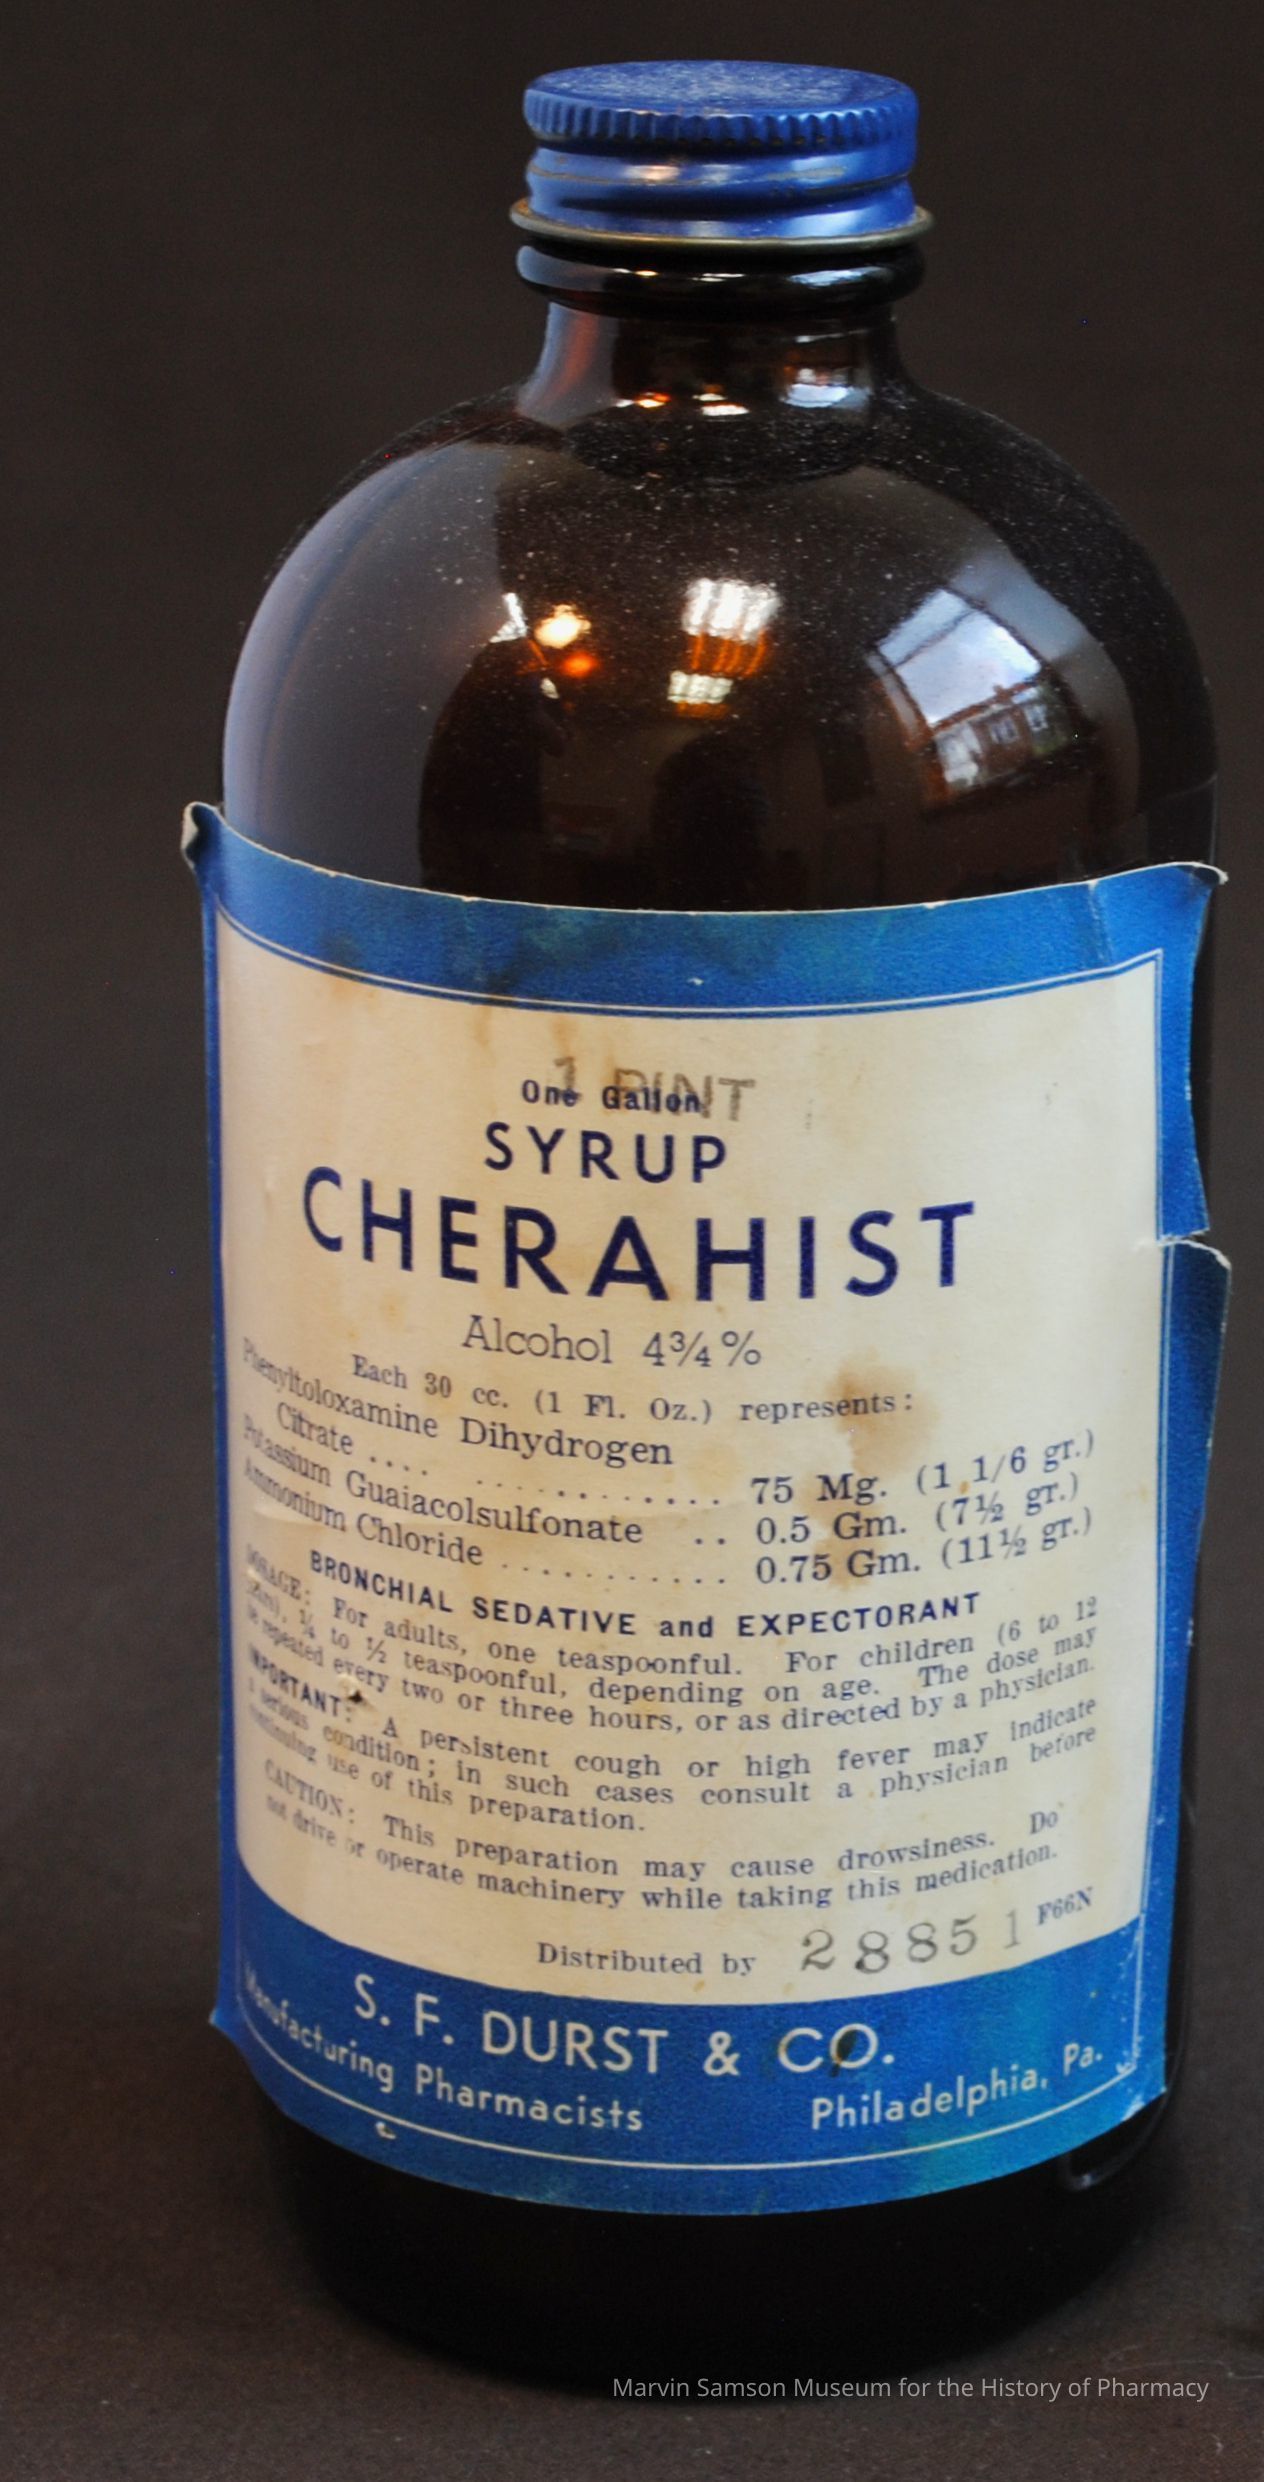 1 PINT
One Gallon
SYRUP
CHERAHIST
Alcohol 4¾%
Each 30 cc. (1 Fl. Oz.) represents:
Phenyltoloxamine Dihydrogen
Citrate .... ............ 75 Mg. (1 1/6 gr.)
Potassium Guaiacolsulfonate .. 0.5 Gm. (7½ gr.)
Ammonium Chloride ............ 0.75 Gm. (11½ gr.)
BRONCHIAL SEDATIVE and EXPECTORANT
DOSAGE: For adults, one teaspoonful. For children (6 to 12
years), ¼ to ½ teaspoonful, depending on age. The dose may
be repeated every two or three hours, or as directed by a physician.
IMPORTANT: A persistent cough or high fever may indicate
a serious condition; in such cases consult a physician before
continuing use of this preparation.
CAUTION: This preparation may cause drowsiness. Do
not drive or operate machinery while taking this medication.
Distributed by 28851 F66N
S. F. DURST & CO.
Manufacturing Pharmacists Philadelphia, Pa.
Marvin Samson Museum for the History of Pharmacy